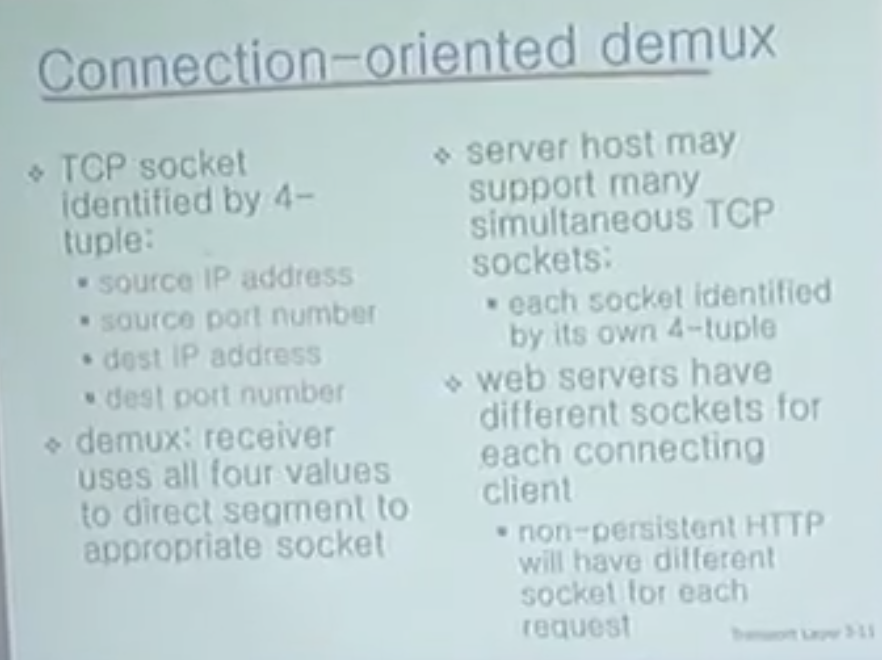 Connection-oriented demux
❖ TCP socket
identified by 4-
tuple:
▪ source IP address
▪ source port number
▪ dest IP address
▪ dest port number
❖ demux: receiver
uses all four values
to direct segment to
appropriate socket
❖ server host may
support many
simultaneous TCP
sockets:
▪ each socket identified
by its own 4-tuple
❖ web servers have
different sockets for
each connecting
client
▪ non-persistent HTTP
will have different
socket for each
request
Transport Layer 3-11